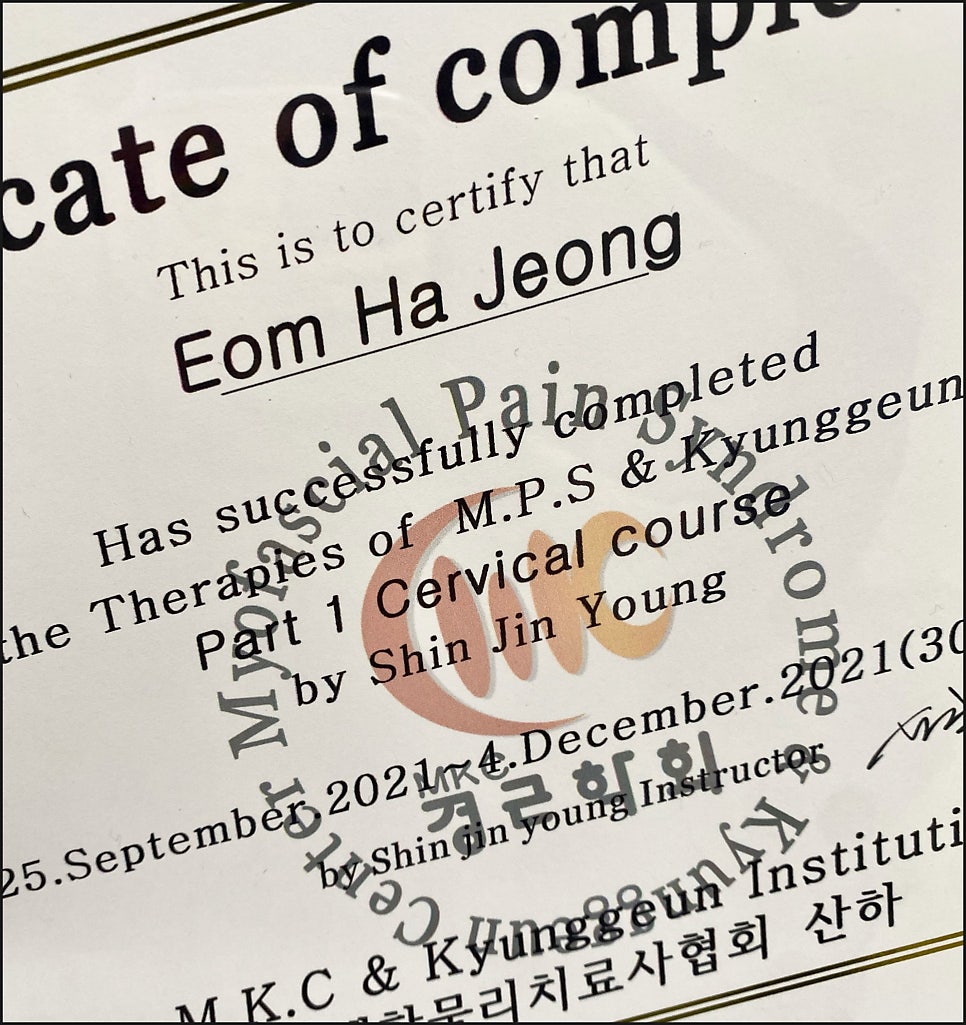 cate of comple
This is to certify that
Eom Ha Jeong
Has successfully completed
the Therapies of M.P.S & Kyunggeun
Part 1 Cervical course
by Shin Jin Young
25.September.2021~4.December.2021(30
by Shin jin young Instructor
M.K.C & Kyunggeun Instituti
대한물리치료사협회 산하
Myofascial Pain Syndrome & Kyunggeun Center
MKC
경근학회